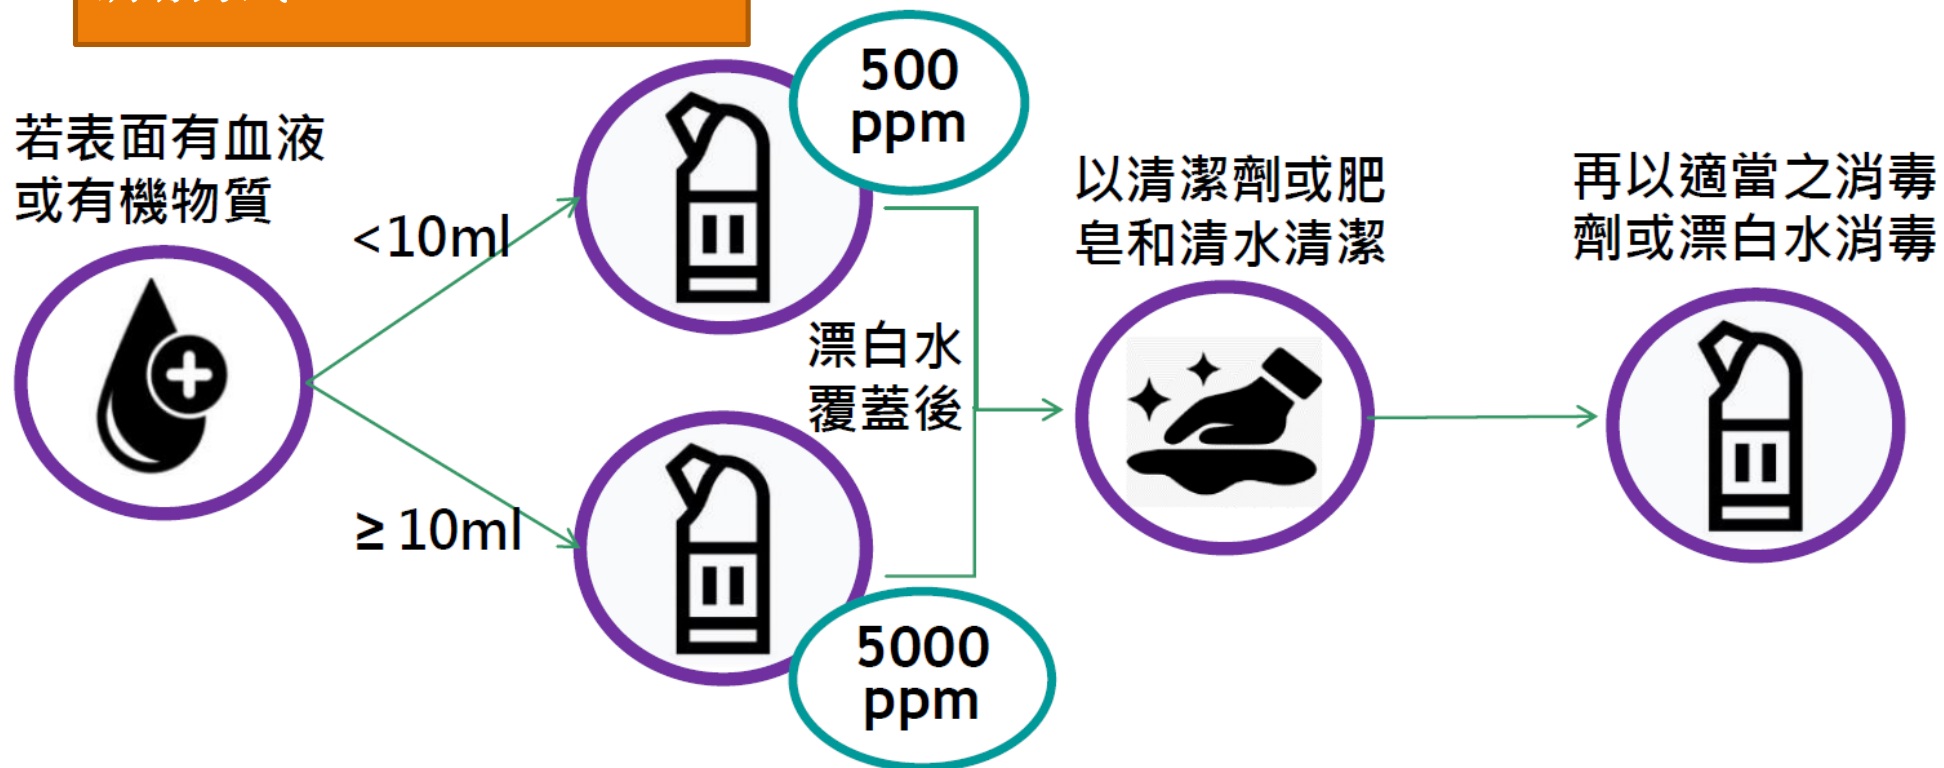 若表面有血液
或有機物質
<10ml
≥ 10ml
500
ppm
5000
ppm
漂白水
覆蓋後
以清潔劑或肥
皂和清水清潔
再以適當之消毒
劑或漂白水消毒